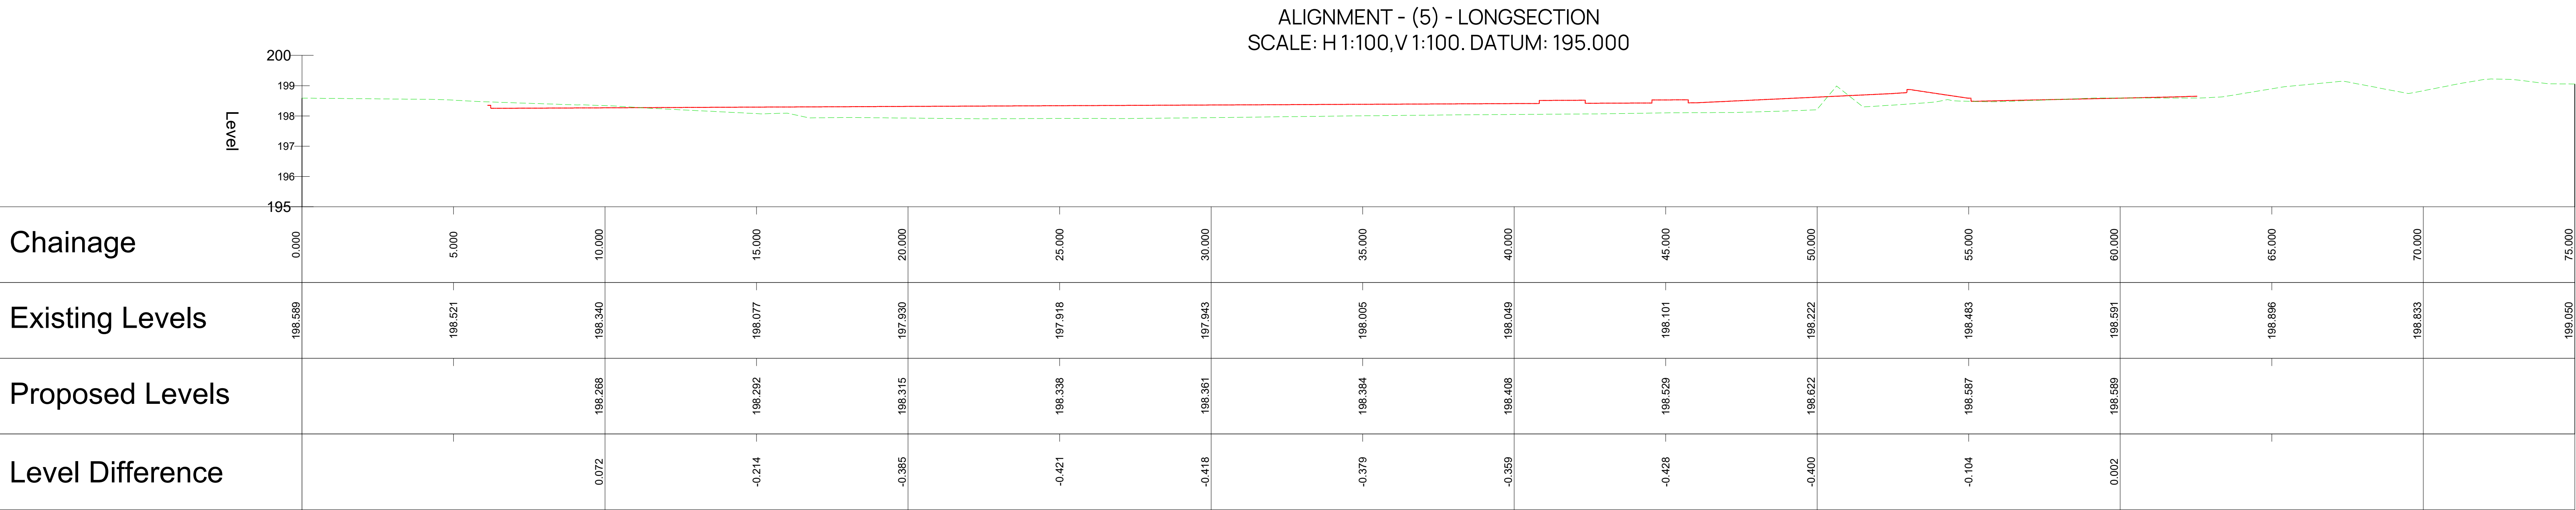 ALIGNMENT - (5) - LONGSECTION
SCALE: H 1:100,V 1:100. DATUM: 195.000
200
199
198
197
196
195
Level
Chainage 0.000 5.000 10.000 15.000 20.000 25.000 30.000 35.000 40.000 45.000 50.000 55.000 60.000 65.000 70.000 75.000
Existing Levels 198.589 198.521 198.340 198.077 197.930 197.918 197.943 198.005 198.049 198.101 198.222 198.483 198.591 198.896 198.833 199.050
Proposed Levels 198.268 198.292 198.315 198.338 198.361 198.384 198.408 198.529 198.622 198.587 198.589
Level Difference 0.072 -0.214 -0.385 -0.421 -0.418 -0.379 -0.359 -0.428 -0.400 -0.104 0.002